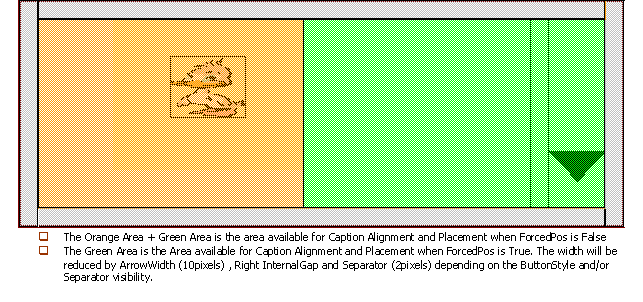 The Orange Area + Green Area is the area available for Caption Alignment and Placement when ForcedPos is False
The Green Area is the Area available for Caption Alignment and Placement when ForcedPos is True. The width will be
reduced by ArrowWidth (10pixels) , Right InternalGap and Separator (2pixels) depending on the ButtonStyle and/or
Separator visibility.